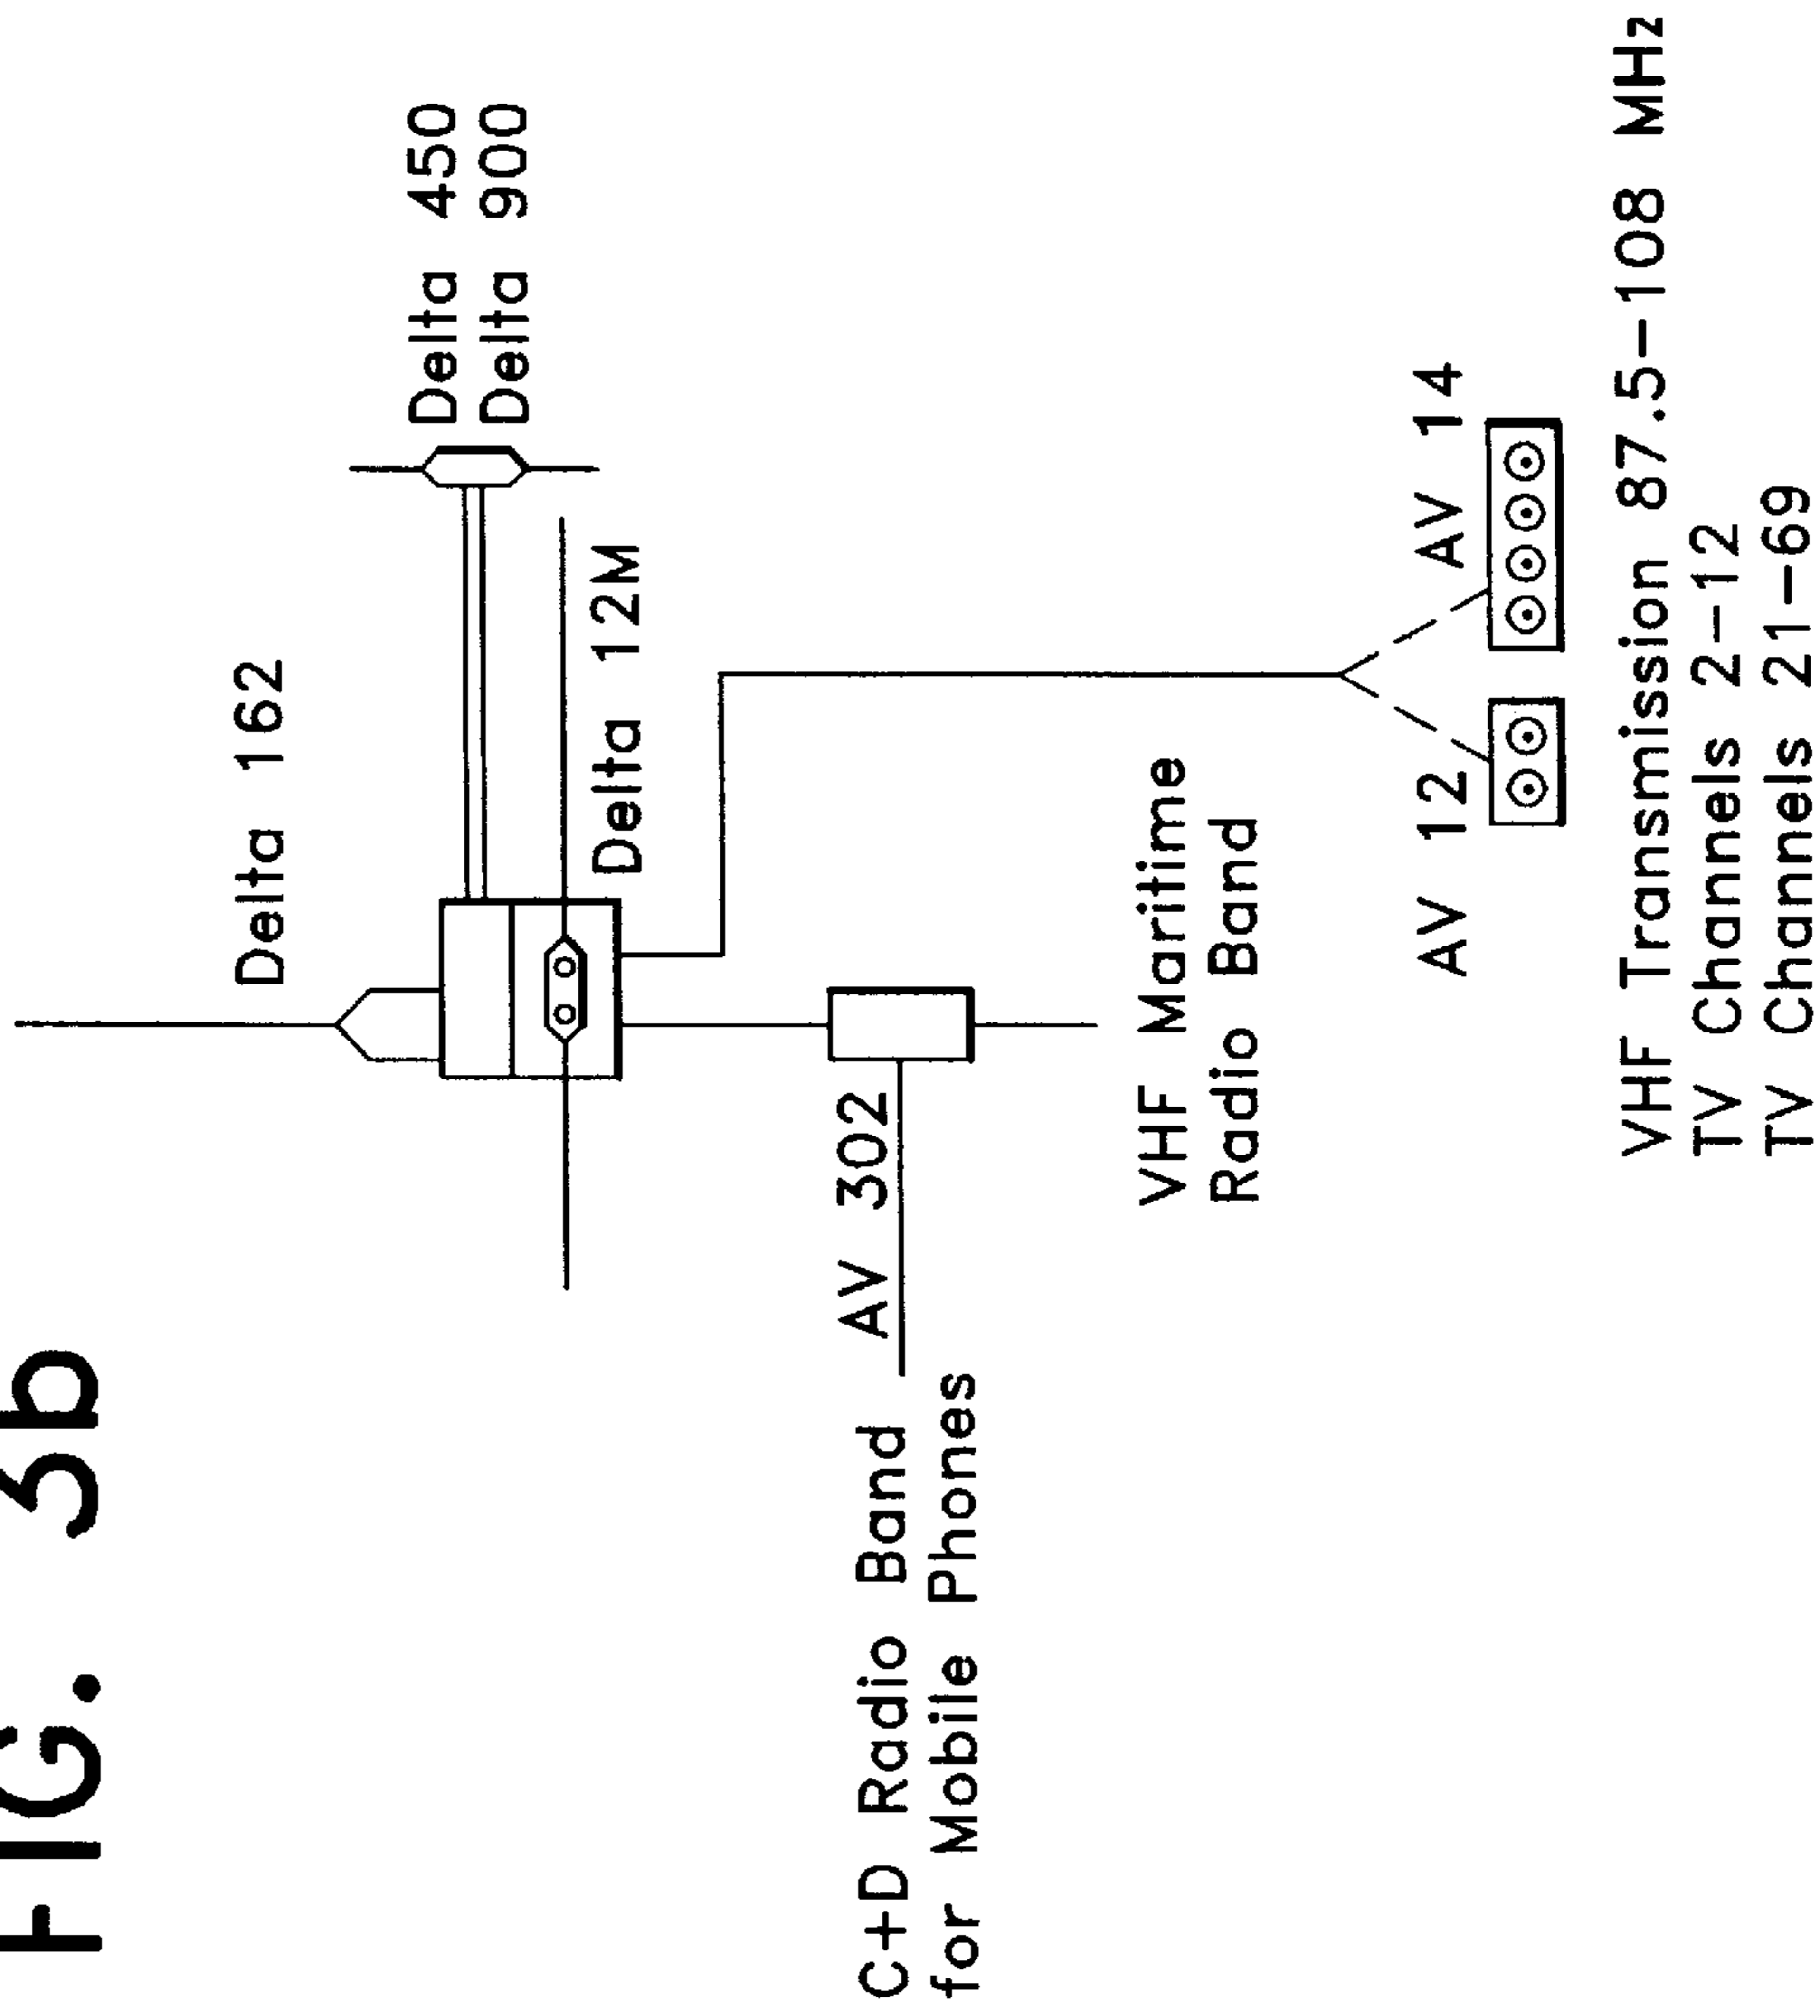 FIG. 3b
Delta 162
Delta 450
Delta 900
Delta 12M
AV 302
C+D Radio Band
for Mobile Phones
VHF Maritime
Radio Band
AV 12
AV 14
VHF Transmission 87.5-108 MHz
TV Channels 2-12
TV Channels 21-69